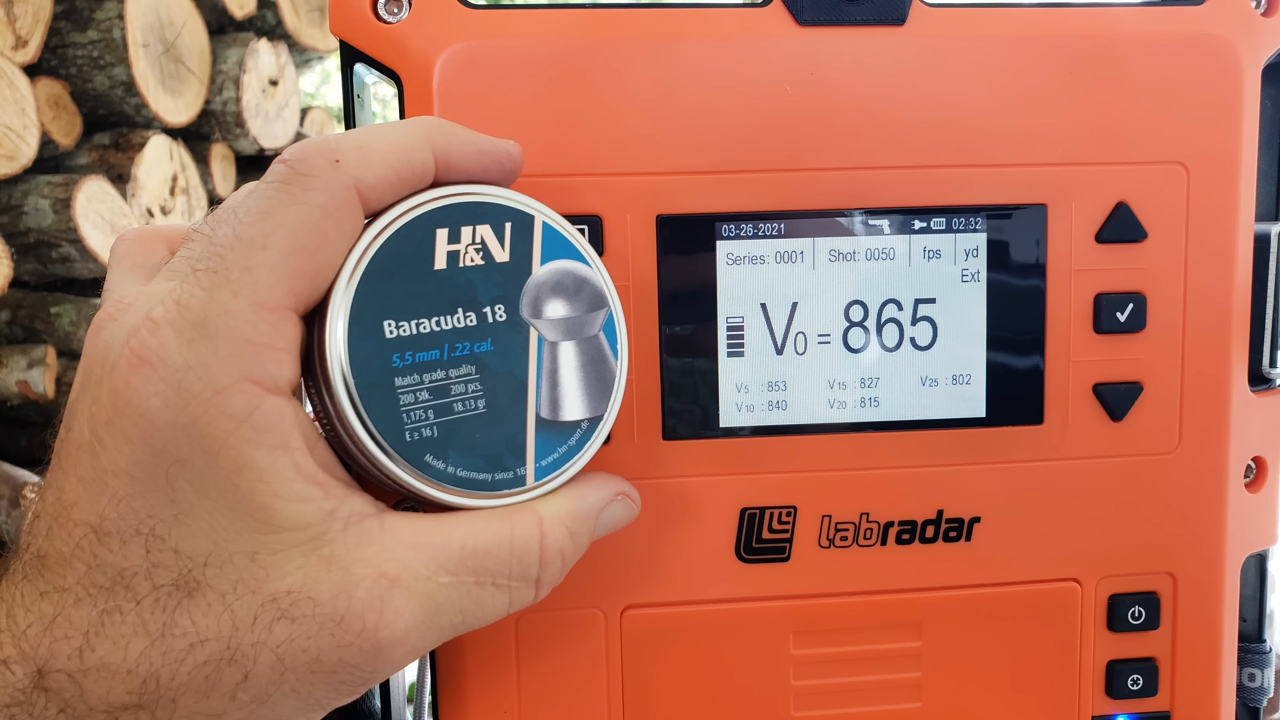 H&N
Baracuda 18
5,5 mm | .22 cal.
Match grade quality
200 Stk. 200 pcs.
1,175 g 18.13 gr
E ≥ 16 J
Made in Germany since
www.hn-sport.de
03-26-2021 02:32
Series: 0001 Shot: 0050 fps yd
Ext
V0 = 865
V5 : 853 V15 : 827 V25 : 802
V10 : 840 V20 : 815
labradar